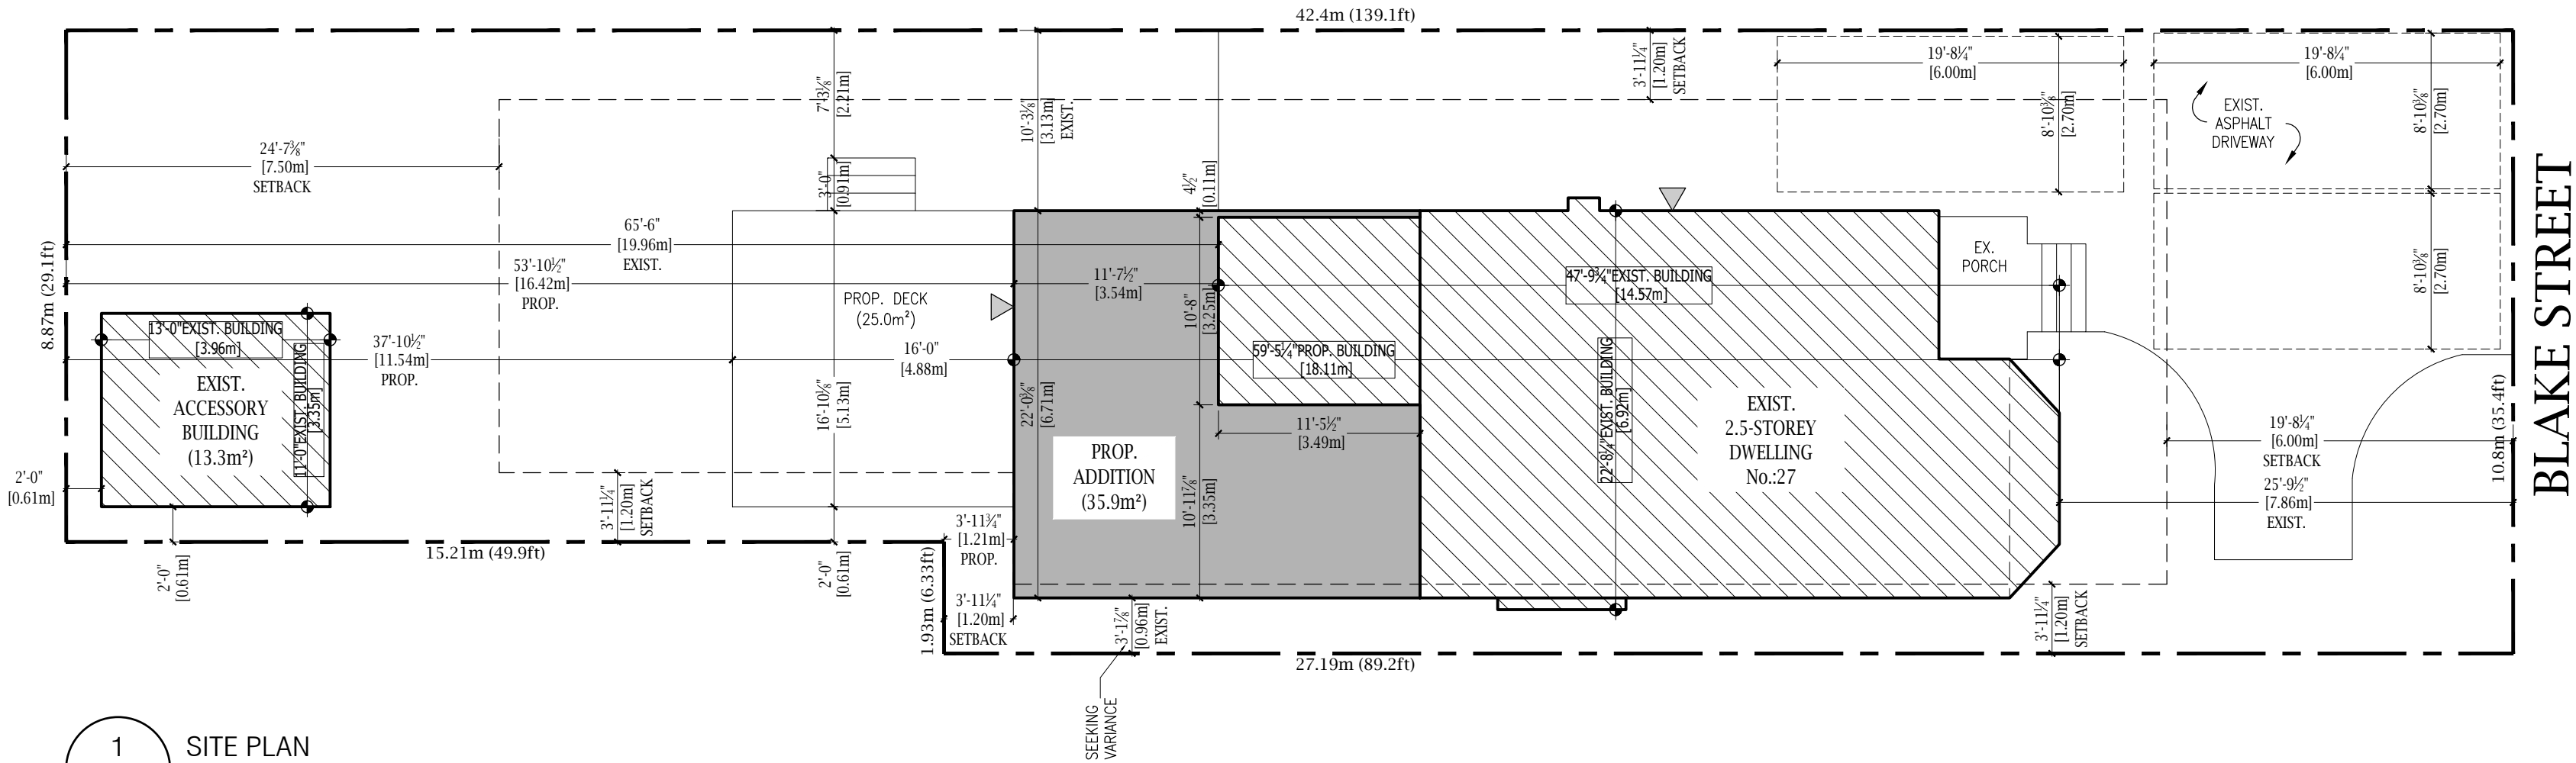 42.4m (139.1ft)
3'-11¼"
[1.20m]
SETBACK
19'-8¼"
[6.00m]
19'-8¼"
[6.00m]
7'-3⅛"
[2.21m]
10'-3⅛"
[3.13m]
EXIST.
8'-10⅜"
[2.70m]
8'-10⅜"
[2.70m]
EXIST.
ASPHALT
DRIVEWAY
24'-7⅜"
[7.50m]
SETBACK
3'-0"
[0.91m]
4½"
[0.11m]
65'-6"
[19.96m]
EXIST.
53'-10½"
[16.42m]
PROP.
8.87m (29.1ft)
PROP. DECK
(25.0m²)
11'-7½"
[3.54m]
10'-8"
[3.25m]
47'-9¾"EXIST. BUILDING
[14.57m]
EX.
PORCH
8'-10⅜"
[2.70m]
BLAKE STREET
13'-0"EXIST. BUILDING
[3.96m]
11'-0"EXIST. BUILDING
[3.35m]
37'-10½"
[11.54m]
PROP.
16'-0"
[4.88m]
59'-5¼"PROP. BUILDING
[18.11m]
EXIST.
ACCESSORY
BUILDING
(13.3m²)
16'-10⅛"
[5.13m]
22'-0⅛"
[6.71m]
11'-5½"
[3.49m]
22'-8¼"EXIST. BUILDING
[6.92m]
EXIST.
2.5-STOREY
DWELLING
No.:27
19'-8¼"
[6.00m]
SETBACK
10.8m (35.4ft)
2'-0"
[0.61m]
3'-11¼"
[1.20m]
SETBACK
PROP.
ADDITION
(35.9m²)
10'-11⅞"
[3.35m]
25'-9½"
[7.86m]
EXIST.
3'-11¾"
[1.21m]
PROP.
15.21m (49.9ft)
2'-0"
[0.61m]
2'-0"
[0.61m]
1.93m (6.33ft)
3'-11¼"
[1.20m]
SETBACK
3'-1⅞"
[0.96m]
EXIST.
3'-11¼"
[1.20m]
SETBACK
27.19m (89.2ft)
SEEKING
VARIANCE
1
SITE PLAN